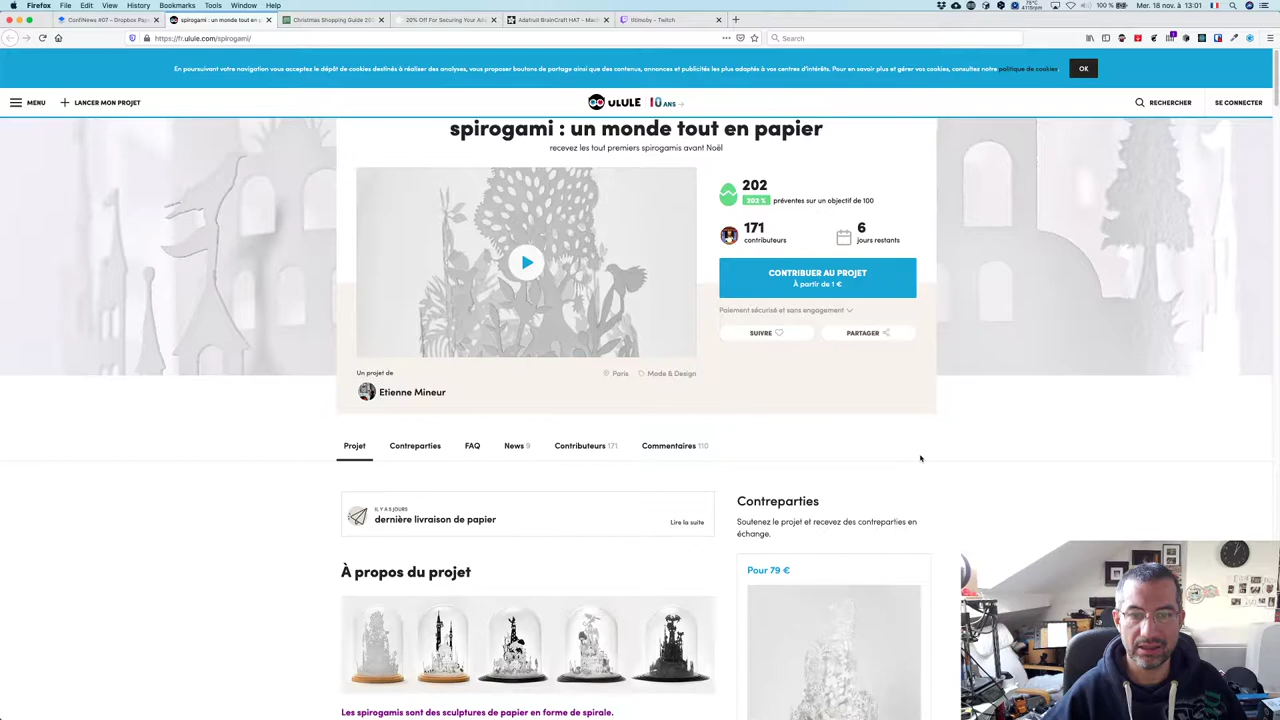 Firefox File Edit View History Bookmarks Tools Window Help
100 % Mer. 18 nov. à 13:01
ConfiNews #07 – Dropbox Pap
spirogami : un monde tout en p
Christmas Shopping Guide 20
20% Off For Securing Your Ad
Adafruit BrainCraft HAT - Mach
titimoby - Twitch
https://fr.ulule.com/spirogami/
Search
En poursuivant votre navigation vous acceptez le dépôt de cookies destinés à réaliser des analyses, vous proposer boutons de partage ainsi que des contenus, annonces et publicités les plus adaptés à vos centres d'intérêts. Pour en savoir plus et gérer vos cookies, consultez notre politique de cookies.
OK
MENU
LANCER MON PROJET
ULULE 10 ANS →
RECHERCHER
SE CONNECTER
spirogami : un monde tout en papier
recevez les tout premiers spirogamis avant Noël
202
202 % préventes sur un objectif de 100
171
contributeurs
6
jours restants
CONTRIBUER AU PROJET
À partir de 1 €
Paiement sécurisé et sans engagement
SUIVRE
PARTAGER
Un projet de
Etienne Mineur
Paris
Mode & Design
Projet
Contreparties
FAQ
News 9
Contributeurs 171
Commentaires 110
IL Y A 5 JOURS
dernière livraison de papier
Lire la suite
Contreparties
Soutenez le projet et recevez des contreparties en
échange.
À propos du projet
Pour 79 €
Les spirogamis sont des sculptures de papier en forme de spirale.